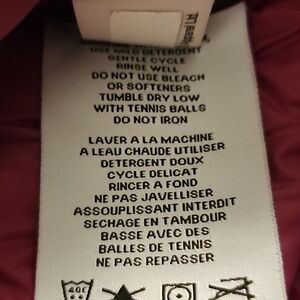 USE MILD DETERGENT
GENTLE CYCLE
RINSE WELL
DO NOT USE BLEACH
OR SOFTENERS
TUMBLE DRY LOW
WITH TENNIS BALLS
DO NOT IRON
LAVER A LA MACHINE
A LEAU CHAUDE UTILISER
DETERGENT DOUX
CYCLE DELICAT
RINCER A FOND
NE PAS JAVELLISER
ASSOUPLISSANT INTERDIT
SECHAGE EN TAMBOUR
BASSE AVEC DES
BALLES DE TENNIS
NE PAS REPASSER
40C